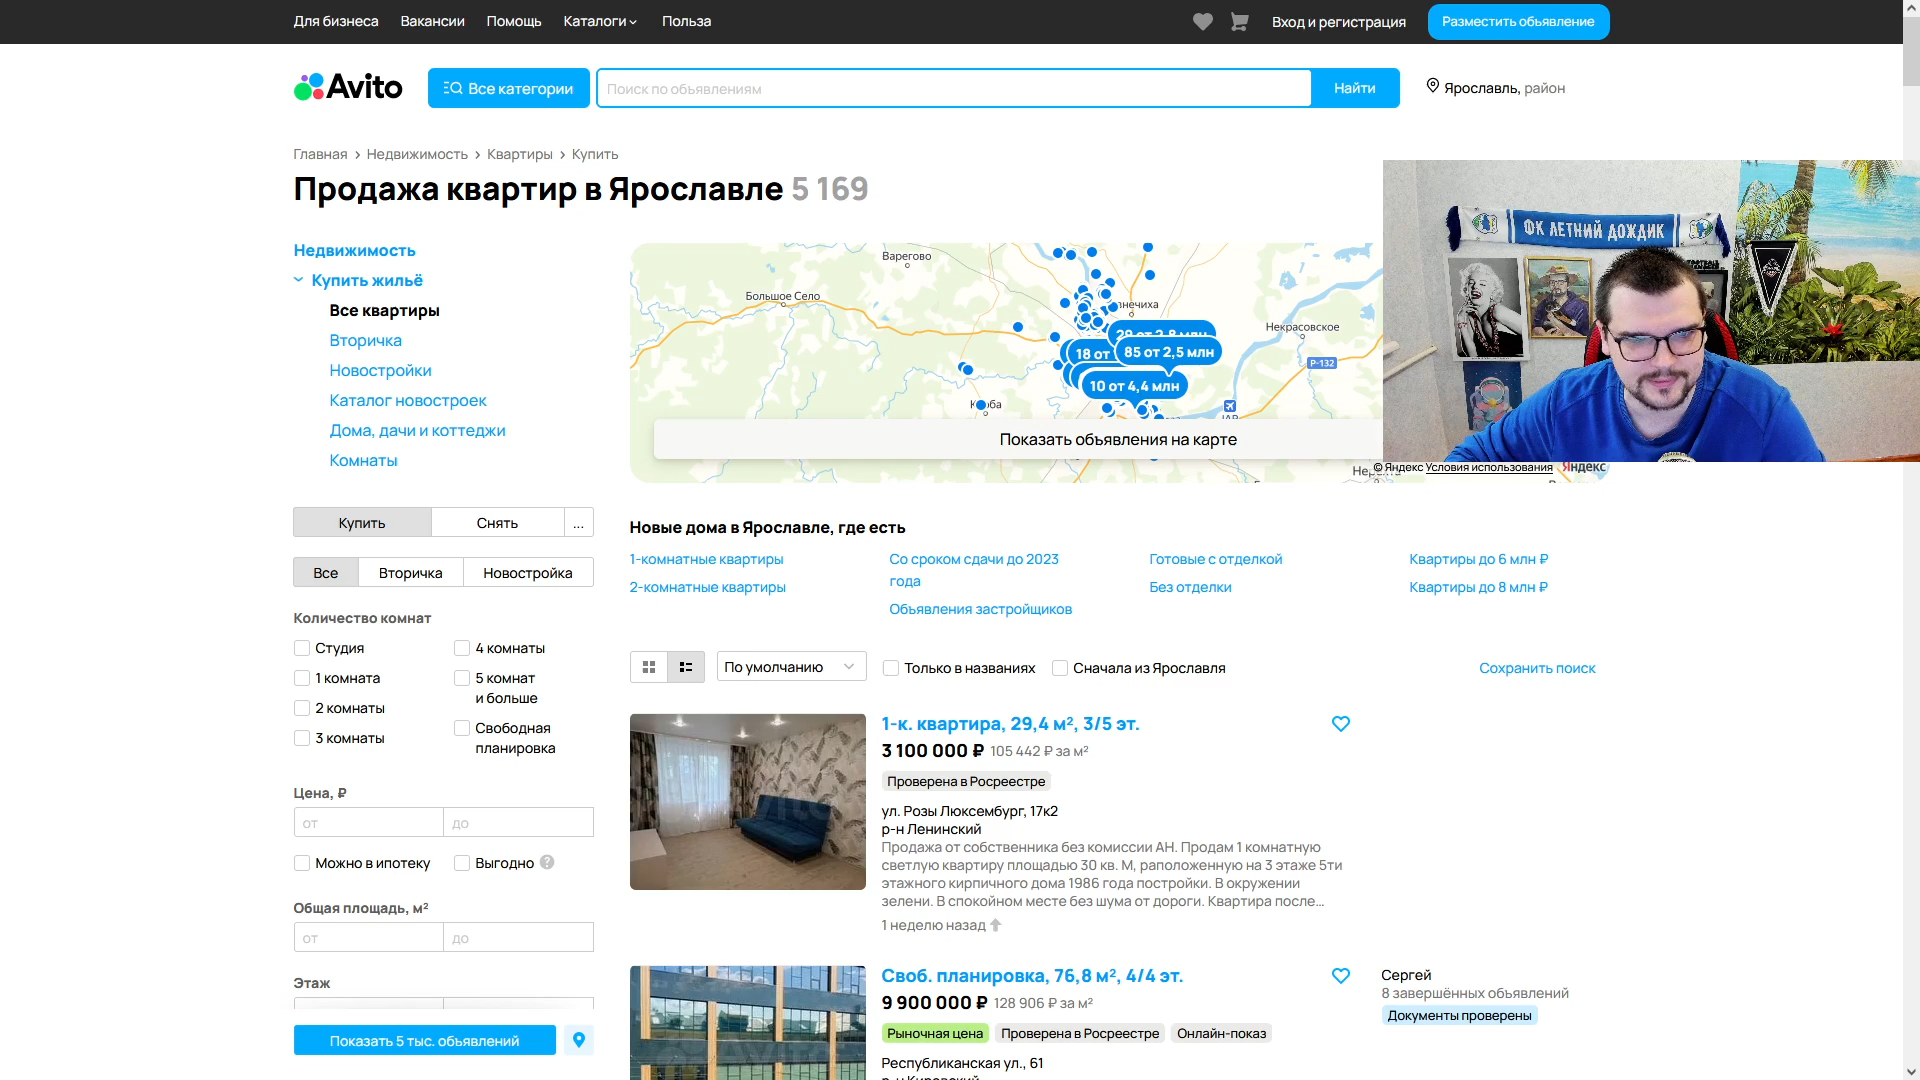 Для бизнеса Вакансии Помощь Каталоги Польза
Вход и регистрация
Разместить объявление
Avito
Все категории
Поиск по объявлениям
Найти
Ярославль, район
Главная › Недвижимость › Квартиры › Купить
Продажа квартир в Ярославле 5 169
Недвижимость
Купить жильё
Все квартиры
Вторичка
Новостройки
Каталог новостроек
Дома, дачи и коттеджи
Комнаты
Варегово
Большое Село
Некрасовское
Р-132
18 от
29 от 2,8 млн
85 от 2,5 млн
10 от 4,4 млн
Показать объявления на карте
© Яндекс Условия использования Яндекс
ФК ЛЕТНИЙ ДОЖДИК
Купить Снять ...
Все Вторичка Новостройка
Количество комнат
Студия
1 комната
2 комнаты
3 комнаты
4 комнаты
5 комнат
и больше
Свободная
планировка
Цена, ₽
от до
Можно в ипотеку Выгодно ?
Общая площадь, м²
от до
Этаж
Показать 5 тыс. объявлений
Новые дома в Ярославле, где есть
1-комнатные квартиры
2-комнатные квартиры
Со сроком сдачи до 2023
года
Объявления застройщиков
Готовые с отделкой
Без отделки
Квартиры до 6 млн ₽
Квартиры до 8 млн ₽
По умолчанию
Только в названиях
Сначала из Ярославля
Сохранить поиск
1-к. квартира, 29,4 м², 3/5 эт.
3 100 000 ₽ 105 442 ₽ за м²
Проверена в Росреестре
ул. Розы Люксембург, 17к2
р-н Ленинский
Продажа от собственника без комиссии АН. Продам 1 комнатную
светлую квартиру площадью 30 кв. М, раположенную на 3 этаже 5ти
этажного кирпичного дома 1986 года постройки. В окружении
зелени. В спокойном месте без шума от дороги. Квартира после…
1 неделю назад
Своб. планировка, 76,8 м², 4/4 эт.
9 900 000 ₽ 128 906 ₽ за м²
Рыночная цена Проверена в Росреестре Онлайн-показ
Республиканская ул., 61
р-н Кировский
Сергей
8 завершённых объявлений
Документы проверены